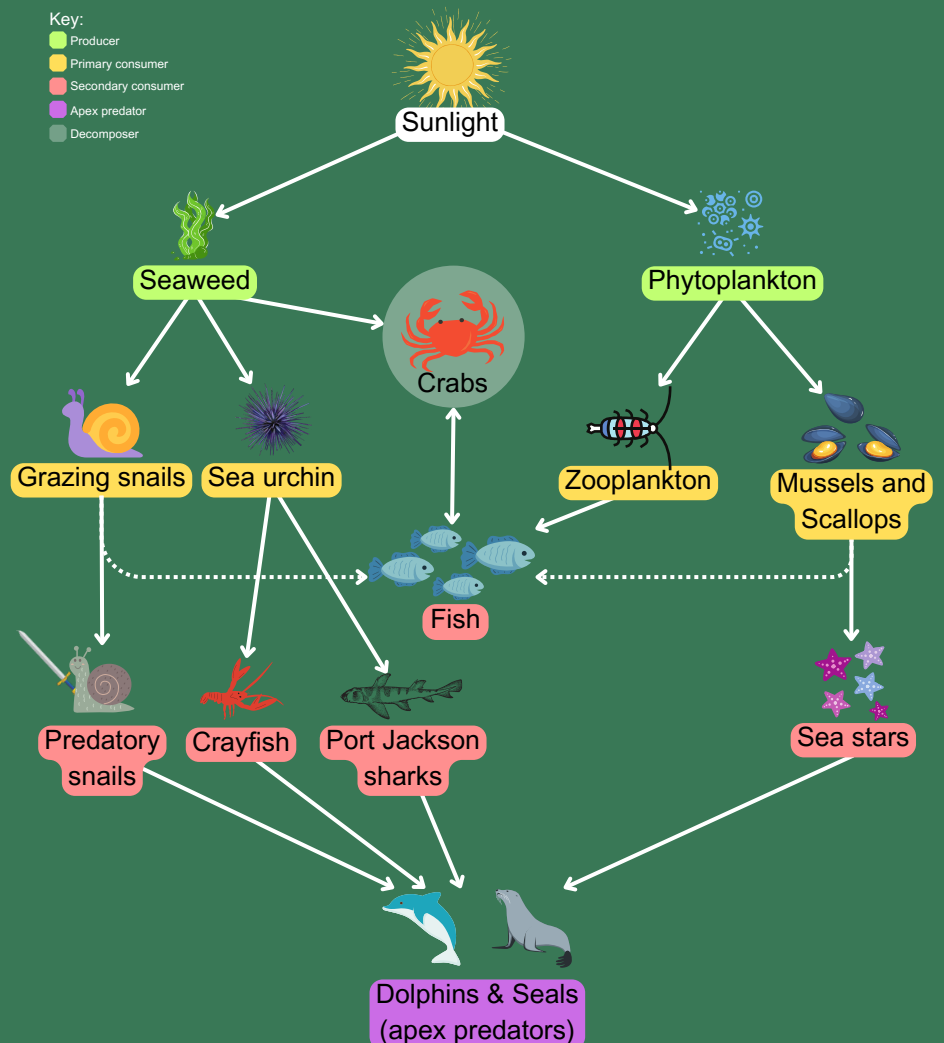 Key:
Producer
Primary consumer
Secondary consumer
Apex predator
Decomposer
Sunlight
Seaweed
Phytoplankton
Crabs
Grazing snails
Sea urchin
Zooplankton
Mussels and
Scallops
Fish
Predatory
snails
Crayfish
Port Jackson
sharks
Sea stars
Dolphins & Seals
(apex predators)